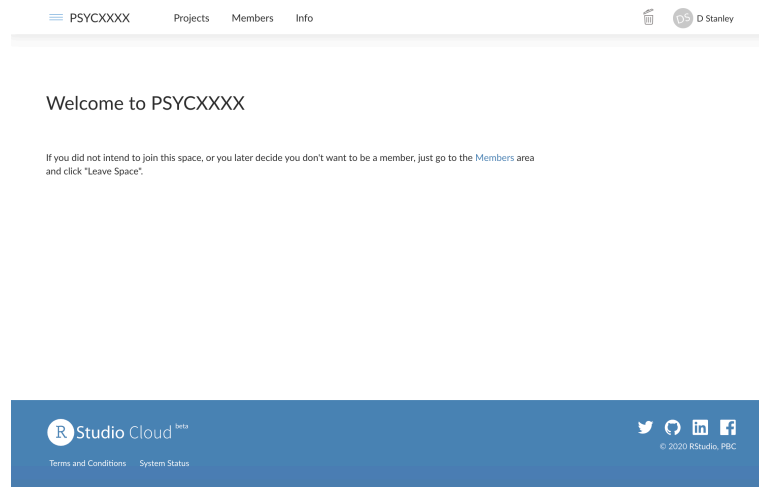 PSYCXXXX Projects Members Info DS D Stanley
Welcome to PSYCXXXX
If you did not intend to join this space, or you later decide you don't want to be a member, just go to the Members area
and click "Leave Space".
R Studio Cloud beta
© 2020 RStudio, PBC
Terms and Conditions System Status